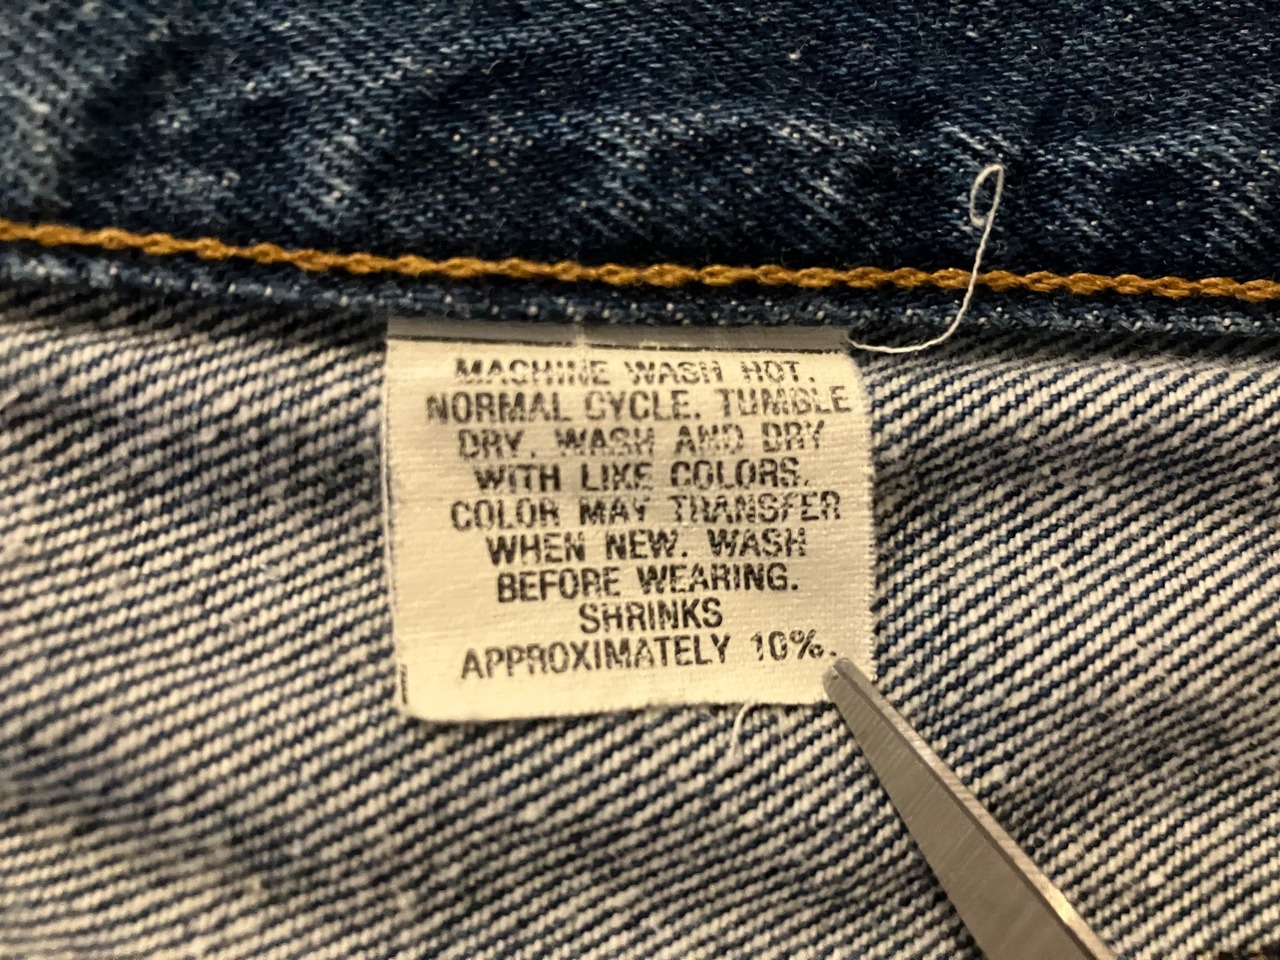 MACHINE WASH HOT.
NORMAL CYCLE. TUMBLE
DRY. WASH AND DRY
WITH LIKE COLORS.
COLOR MAY TRANSFER
WHEN NEW. WASH
BEFORE WEARING.
SHRINKS
APPROXIMATELY 10%.